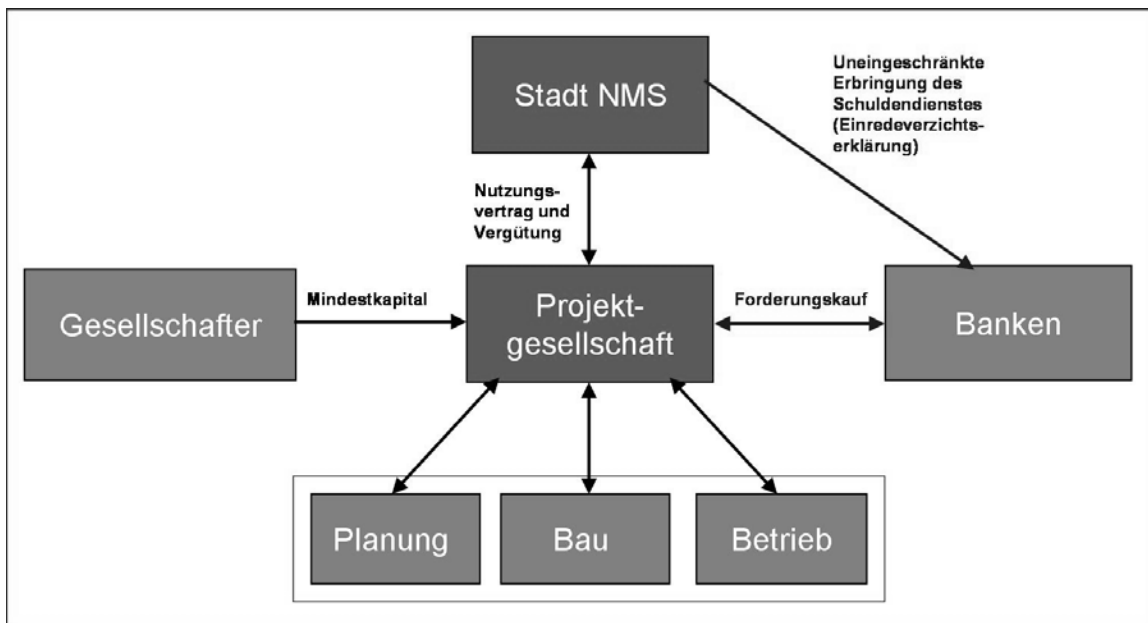 Stadt NMS
Uneingeschränkte
Erbringung des
Schuldendienstes
(Einredeverzichts-
erklärung)
Nutzungs-
vertrag und
Vergütung
Gesellschafter
Mindestkapital
Projekt-
gesellschaft
Forderungskauf
Banken
Planung
Bau
Betrieb